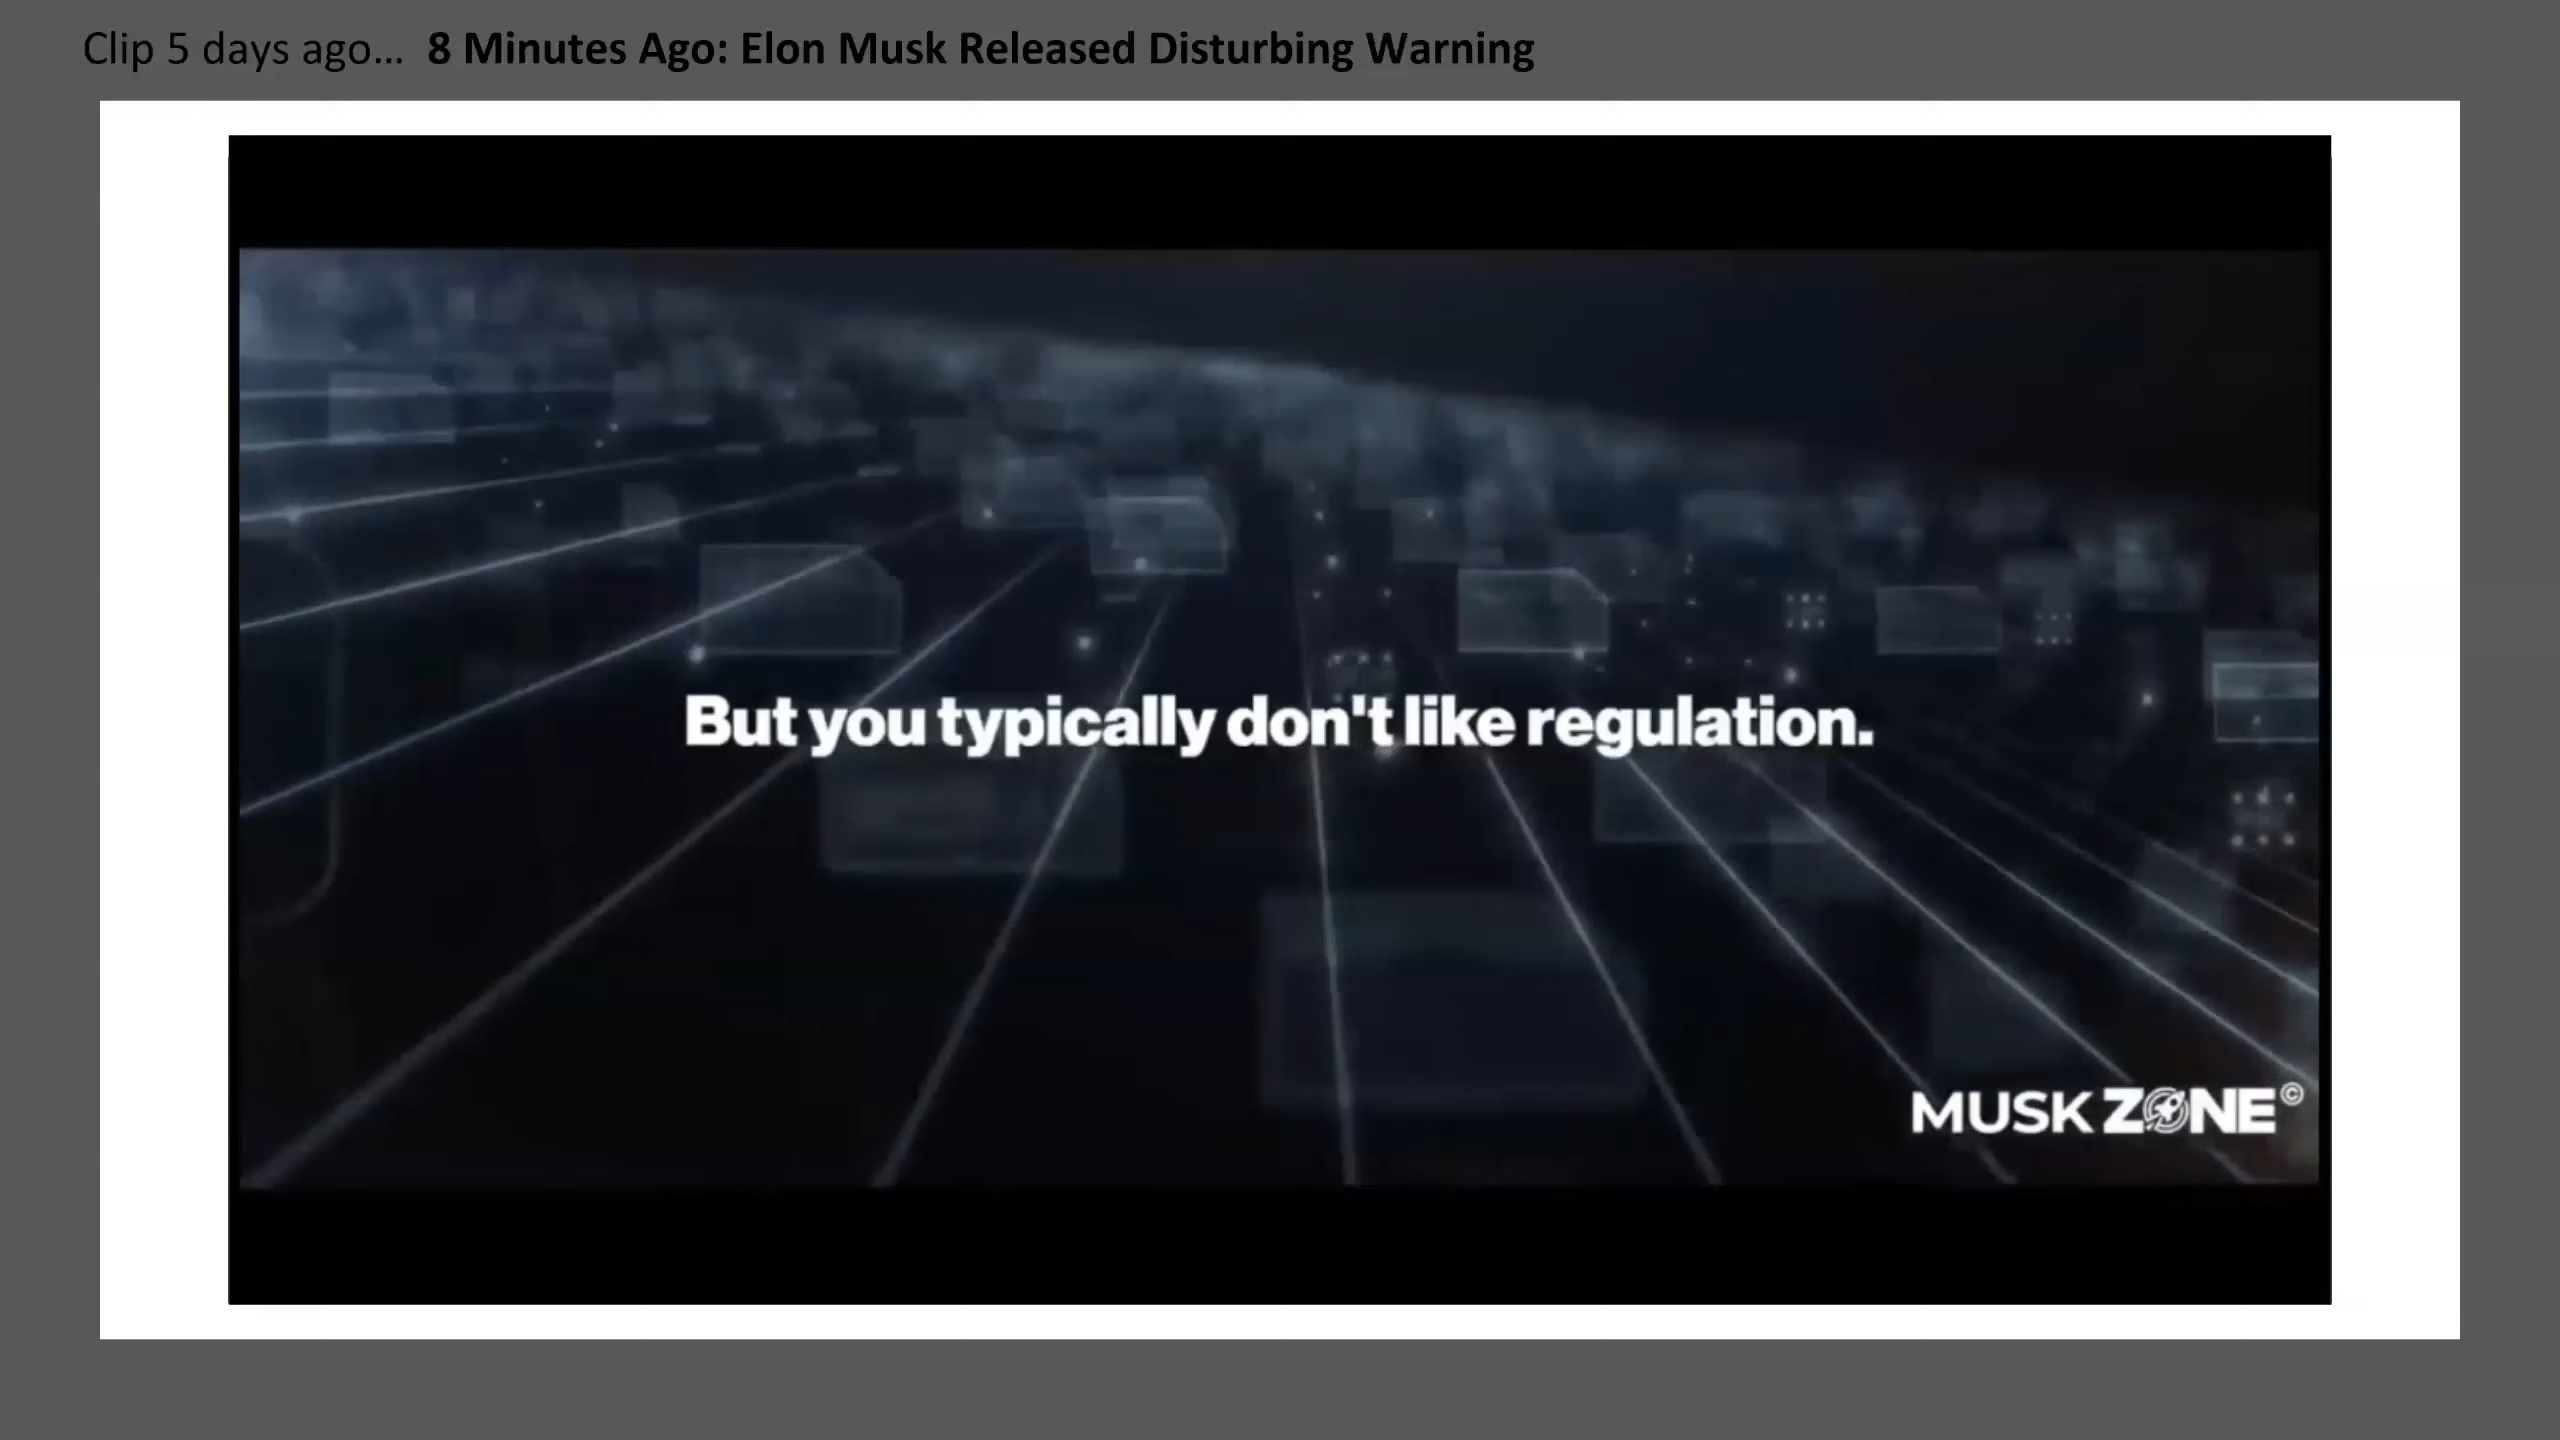 Clip 5 days ago... 8 Minutes Ago: Elon Musk Released Disturbing Warning
But you typically don't like regulation.
MUSK ZONE©